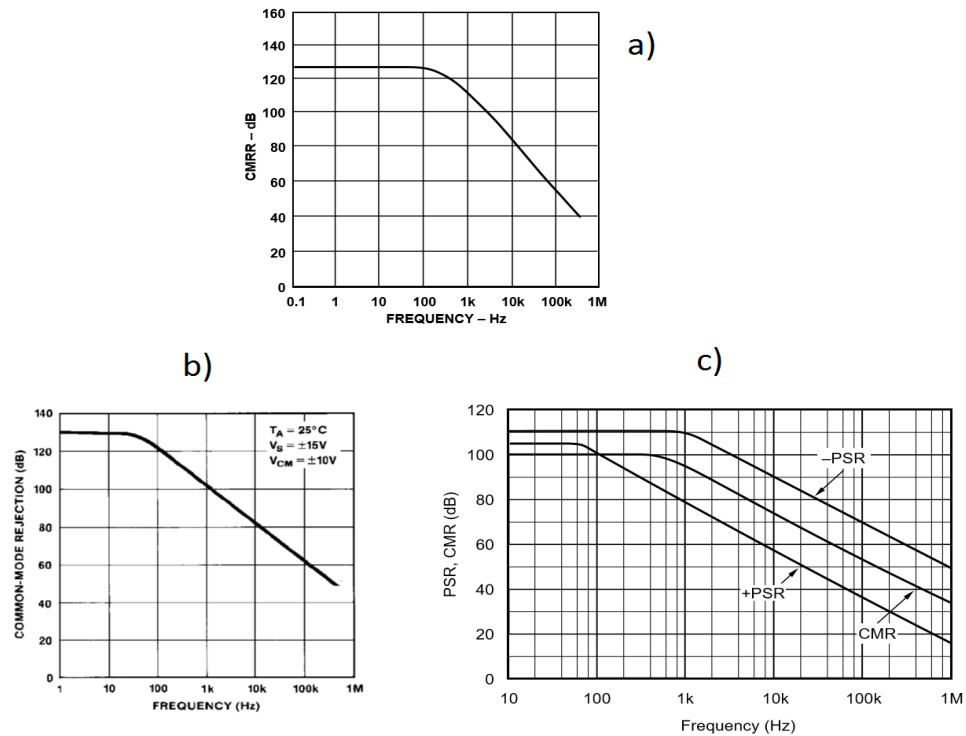 a)
160
140
120
100
80
60
40
20
0
CMRR – dB
0.1 1 10 100 1k 10k 100k 1M
FREQUENCY – Hz
b)
140
120
100
80
60
40
20
0
COMMON-MODE REJECTION (dB)
TA = 25°C
VS = ±15V
VCM = ±10V
1 10 100 1k 10k 100k 1M
FREQUENCY (Hz)
c)
120
100
80
60
40
20
0
PSR, CMR (dB)
–PSR
+PSR
CMR
10 100 1k 10k 100k 1M
Frequency (Hz)